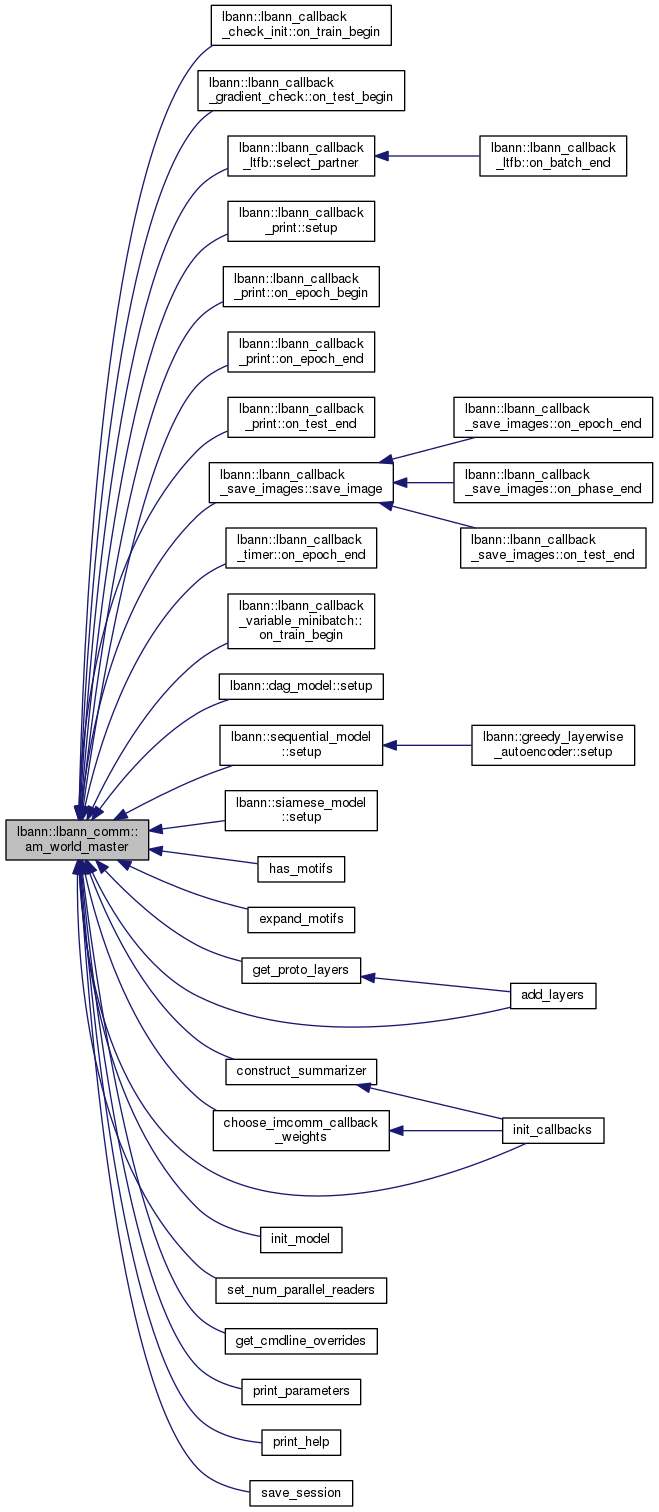 lbann::lbann_callback
_check_init::on_train_begin
lbann::lbann_callback
_gradient_check::on_test_begin
lbann::lbann_callback
_ltfb::select_partner
lbann::lbann_callback
_ltfb::on_batch_end
lbann::lbann_callback
_print::setup
lbann::lbann_callback
_print::on_epoch_begin
lbann::lbann_callback
_print::on_epoch_end
lbann::lbann_callback
_print::on_test_end
lbann::lbann_callback
_save_images::on_epoch_end
lbann::lbann_callback
_save_images::save_image
lbann::lbann_callback
_save_images::on_phase_end
lbann::lbann_callback
_timer::on_epoch_end
lbann::lbann_callback
_save_images::on_test_end
lbann::lbann_callback
_variable_minibatch::
on_train_begin
lbann::dag_model::setup
lbann::sequential_model
::setup
lbann::greedy_layerwise
_autoencoder::setup
lbann::siamese_model
::setup
lbann::lbann_comm::
am_world_master
has_motifs
expand_motifs
get_proto_layers
add_layers
construct_summarizer
choose_imcomm_callback
_weights
init_callbacks
init_model
set_num_parallel_readers
get_cmdline_overrides
print_parameters
print_help
save_session